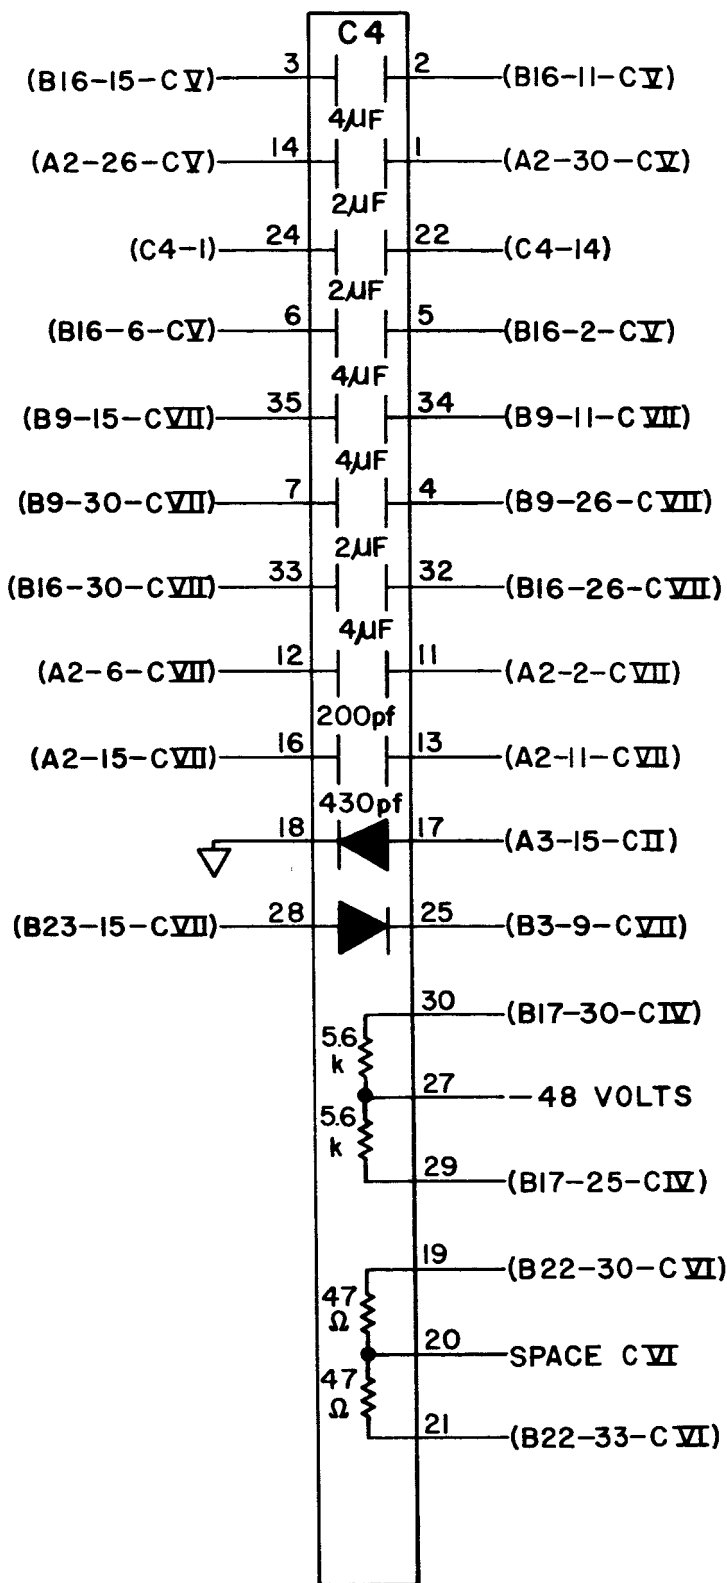 C4
(B16-15-CV) 3 2 (B16-11-CV)
4µF
(A2-26-CV) 14 1 (A2-30-CV)
2µF
(C4-1) 24 22 (C4-14)
2µF
(B16-6-CV) 6 5 (B16-2-CV)
4µF
(B9-15-CVII) 35 34 (B9-11-CVII)
4µF
(B9-30-CVII) 7 4 (B9-26-CVII)
2µF
(B16-30-CVII) 33 32 (B16-26-CVII)
4µF
(A2-6-CVII) 12 11 (A2-2-CVII)
200pf
(A2-15-CVII) 16 13 (A2-11-CVII)
430pf
18 17 (A3-15-CII)
(B23-15-CVII) 28 25 (B3-9-CVII)
30 (B17-30-CIV)
5.6
k
27 -48 VOLTS
5.6
k
29 (B17-25-CIV)
19 (B22-30-CVI)
47
Ω
20 SPACE CVI
47
Ω
21 (B22-33-CVI)